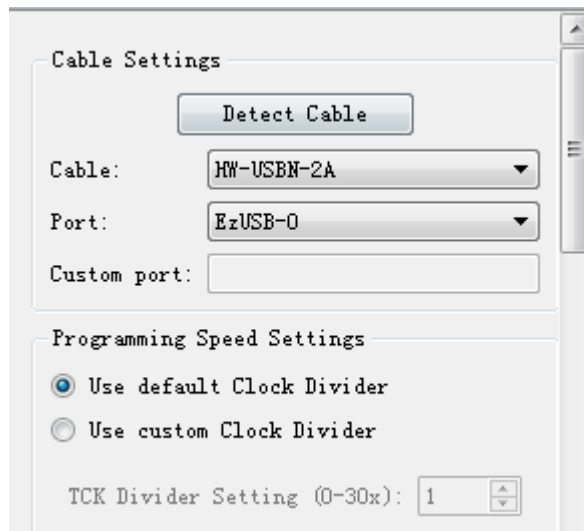 Cable Settings
Detect Cable
Cable: HW-USBN-2A
Port: EzUSB-0
Custom port:
Programming Speed Settings
Use default Clock Divider
Use custom Clock Divider
TCK Divider Setting (0-30x): 1